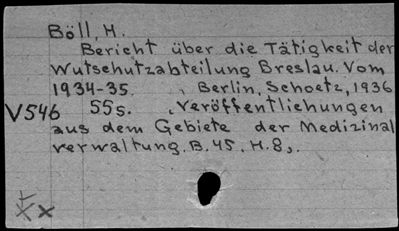 Böll, H.
Bericht über die Tätigkeit der
Wutschutzabteilung Breslau. Vom
1934-35. , Berlin, Schoetz, 1936
V546 55s. , Veröffentlichungen
aus dem Gebiete der Medizinal
verwaltung. B. 45, H. 8,.